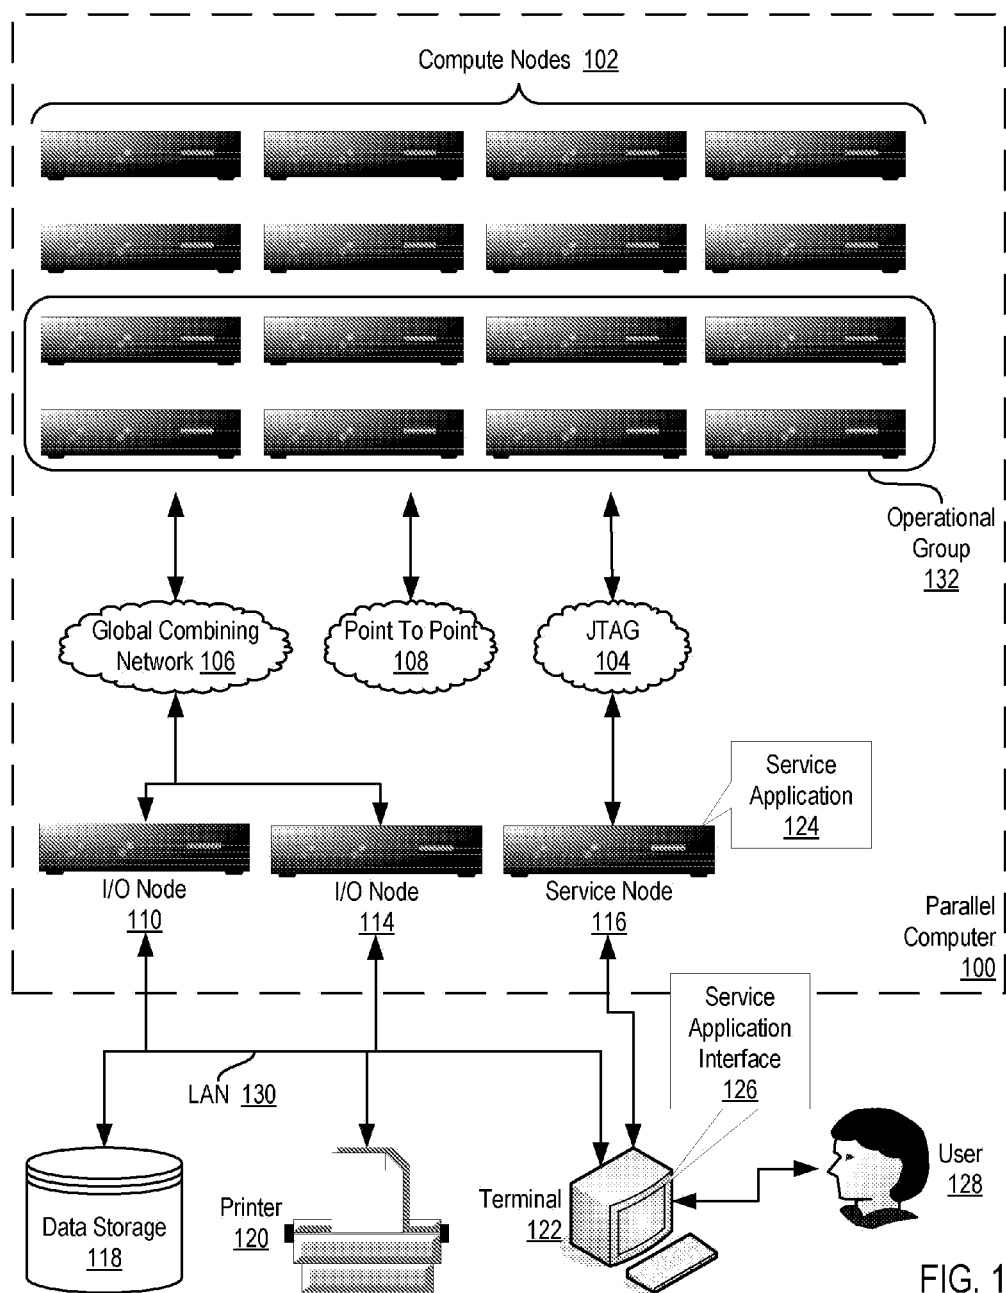 Compute Nodes 102
Operational
Group
132
Global Combining
Network 106
Point To Point
108
JTAG
104
Service
Application
124
I/O Node
110
I/O Node
114
Service Node
116
Parallel
Computer
100
Service
Application
Interface
126
LAN 130
Data Storage
118
Printer
120
Terminal
122
User
128
FIG. 1